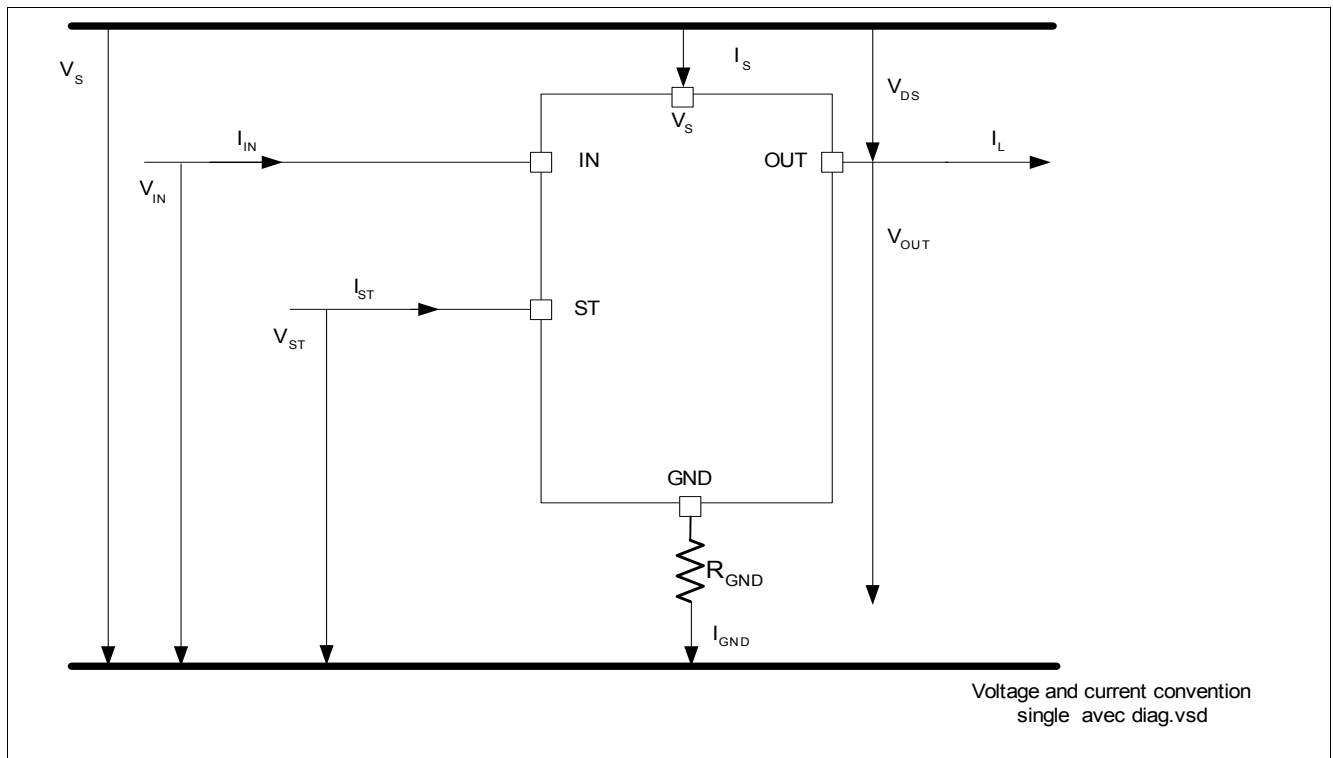 V_S
I_S
V_DS
V_S
I_IN
IN
OUT
I_L
V_IN
V_OUT
I_ST
ST
V_ST
GND
R_GND
I_GND
Voltage and current convention
single avec diag.vsd